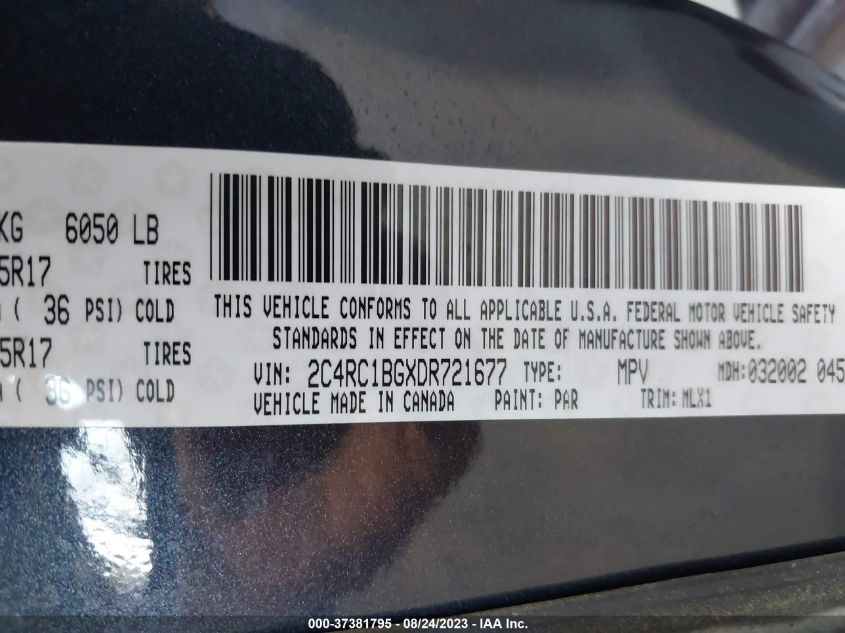 KG 6050 LB
5R17 TIRES
( 36 PSI) COLD
5R17 TIRES
( 36 PSI) COLD
THIS VEHICLE CONFORMS TO ALL APPLICABLE U.S.A. FEDERAL MOTOR VEHICLE SAFETY
STANDARDS IN EFFECT ON THE DATE OF MANUFACTURE SHOWN ABOVE.
VIN: 2C4RC1BGXDR721677 TYPE: MPV MDH: 032002 045
VEHICLE MADE IN CANADA PAINT: PAR TRIM: MLX1
000-37381795 - 08/24/2023 - IAA Inc.